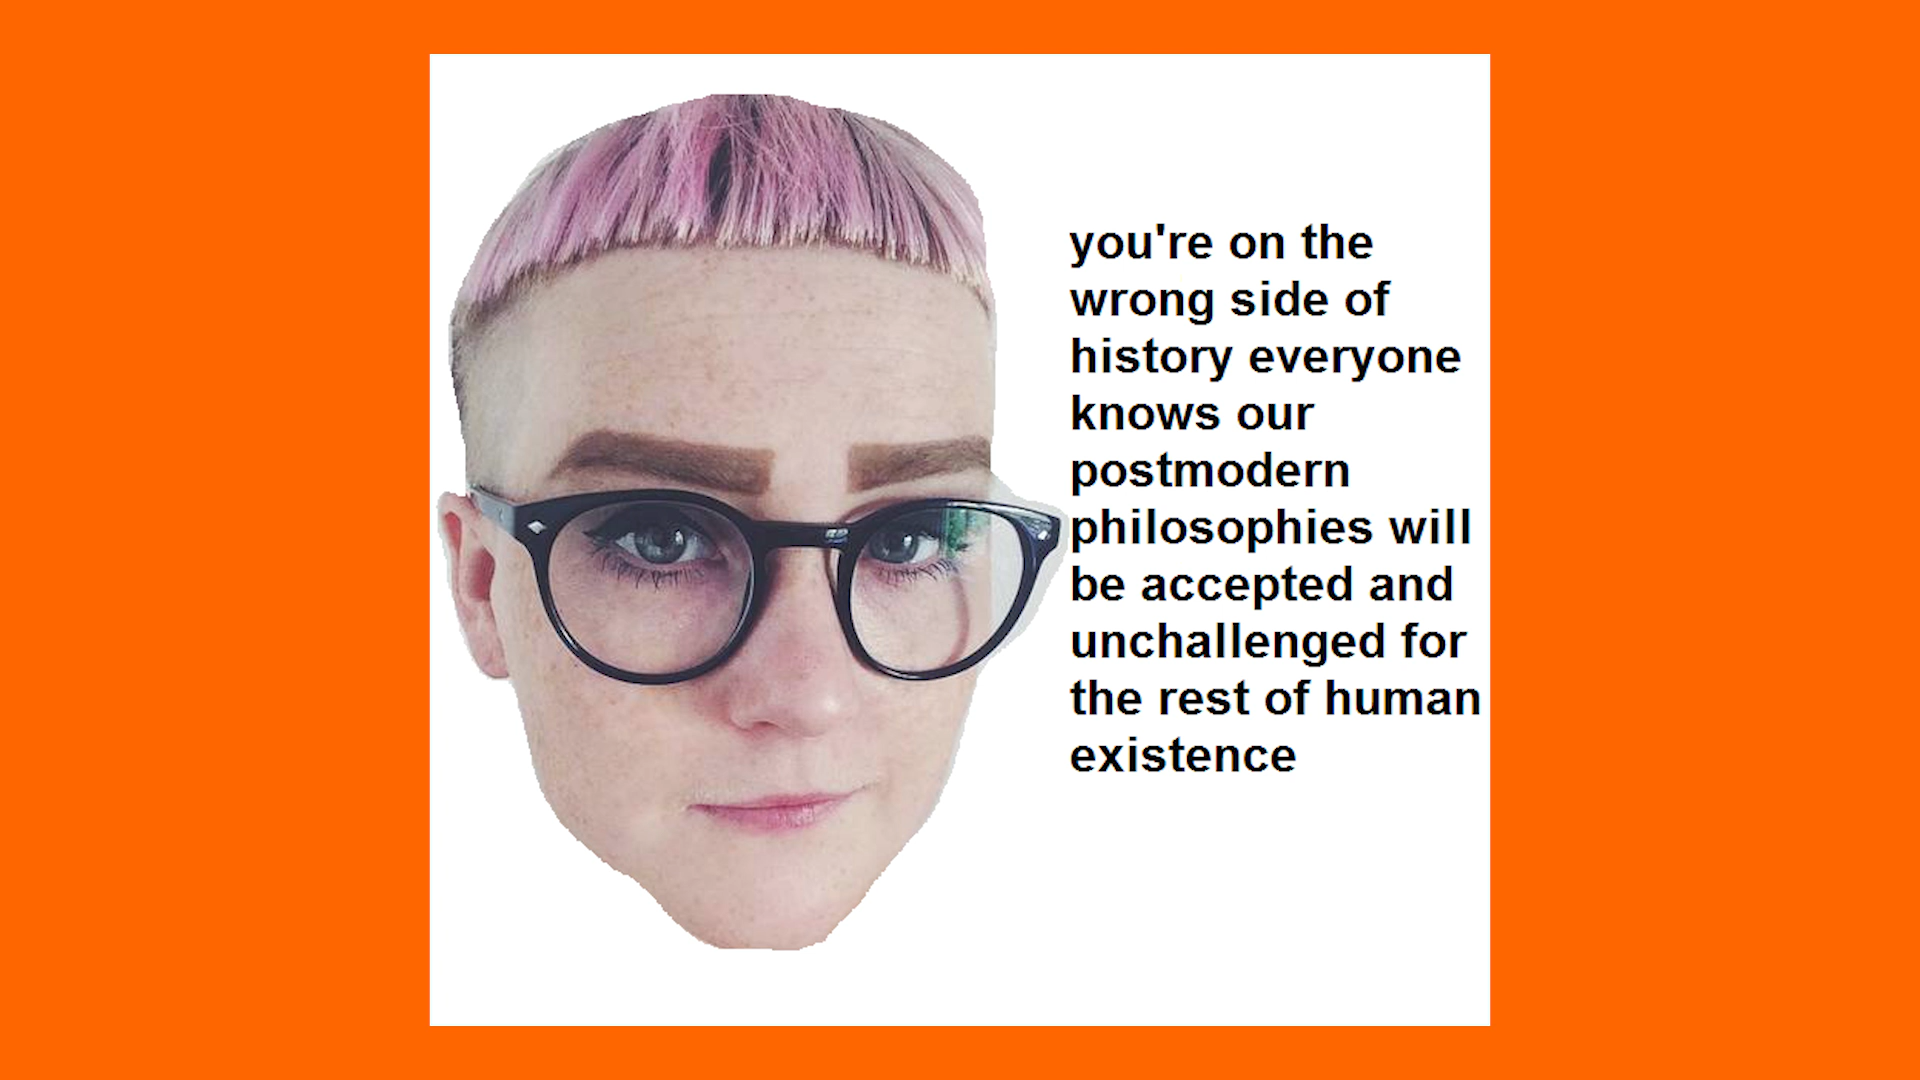 you're on the
wrong side of
history everyone
knows our
postmodern
philosophies will
be accepted and
unchallenged for
the rest of human
existence